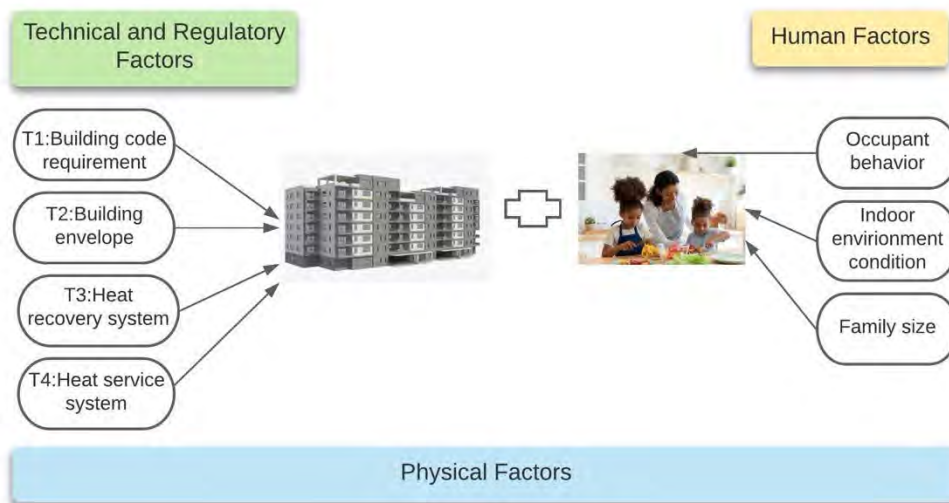 Technical and Regulatory
Factors
Human Factors
T1:Building code
requirement
T2:Building
envelope
T3:Heat
recovery system
T4:Heat service
system
Occupant
behavior
Indoor
envirionment
condition
Family size
Physical Factors